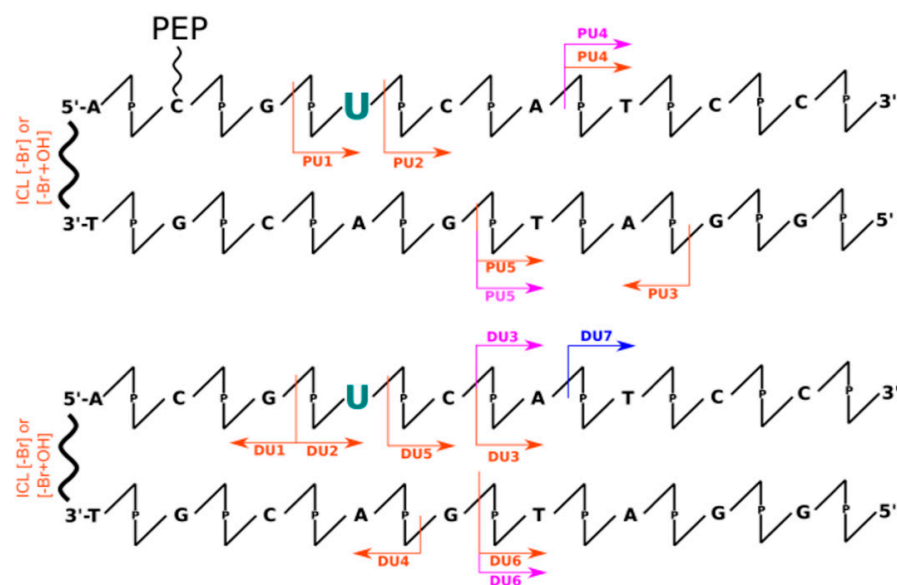 PEP
PU4
PU4
5'-A P C P G P U P C P A P T P C P C P 3'
PU1 PU2
ICL [-Br] or
[-Br+OH]
3'-T P G P C P A P G P T P A P G P G P 5'
PU5
PU3
PU5
DU3 DU7
5'-A P C P G P U P C P A P T P C P C P 3'
DU1 DU2 DU5 DU3
ICL [-Br] or
[-Br+OH]
3'-T P G P C P A P G P T P A P G P G P 5'
DU4 DU6
DU6